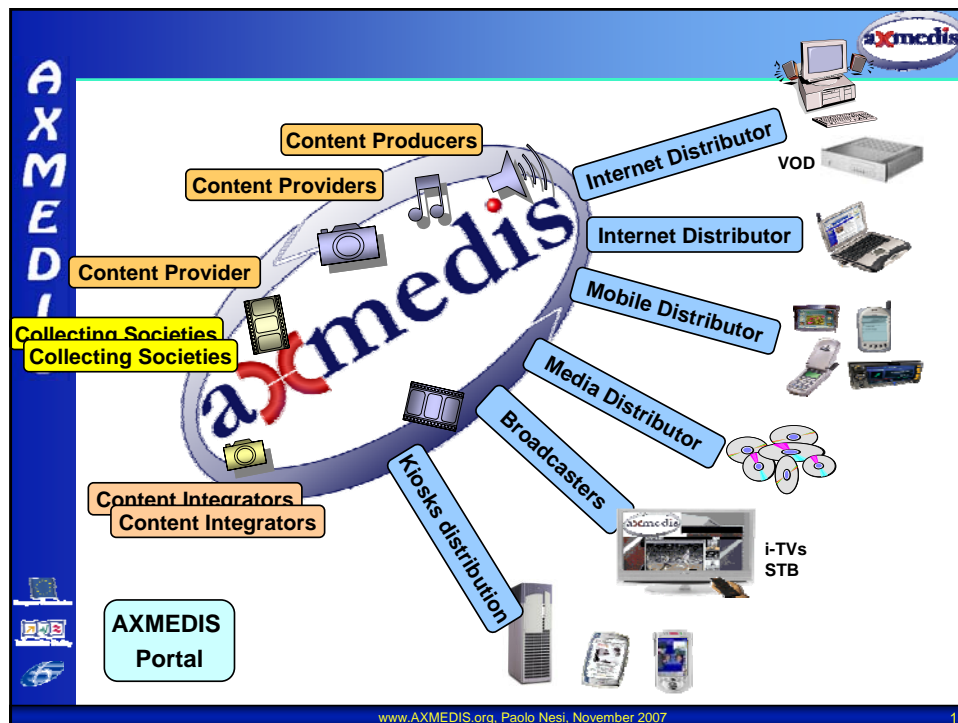 axmedis
AXMEDIS
Content Producers
Content Providers
Content Provider
Collecting Societies
Collecting Societies
Content Integrators
Content Integrators
axmedis
Internet Distributor
VOD
Internet Distributor
Mobile Distributor
Media Distributor
Broadcasters
Kiosks distribution
axmedis
i-TVs
STB
AXMEDIS
Portal
www.AXMEDIS.org, Paolo Nesi, November 2007
1